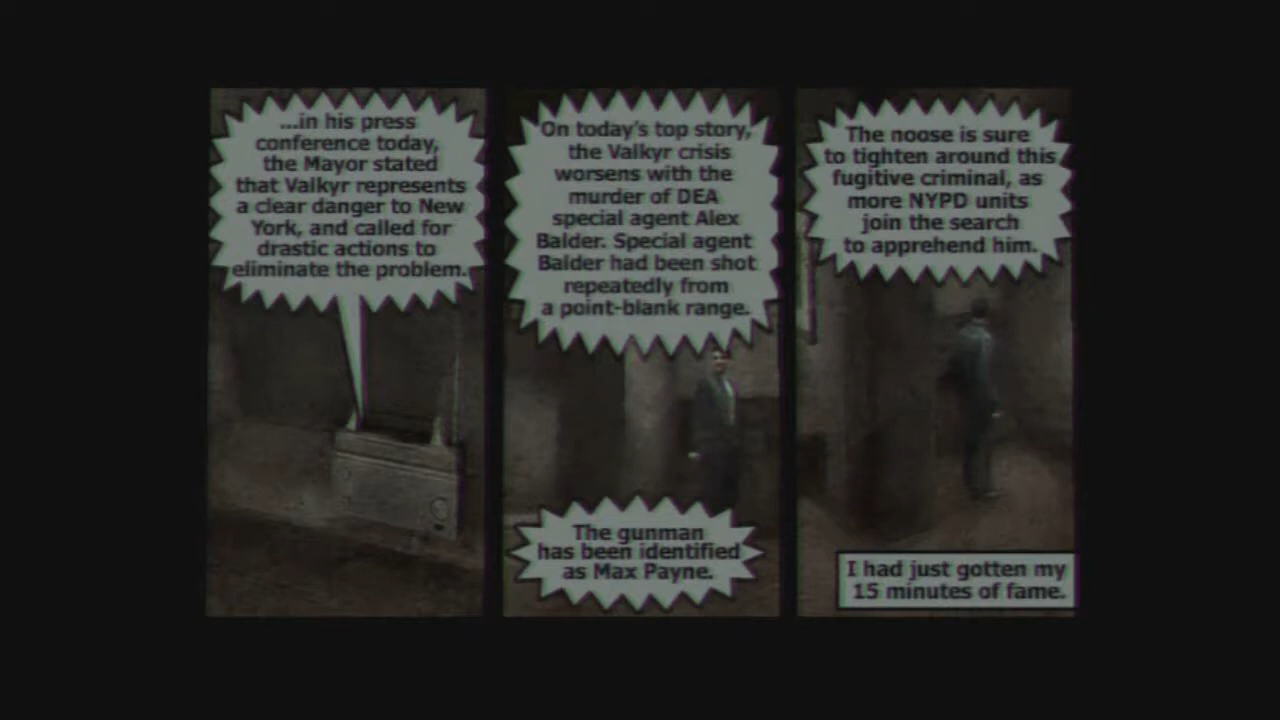 ...in his press
conference today,
the Mayor stated
that Valkyr represents
a clear danger to New
York, and called for
drastic actions to
eliminate the problem.
On today's top story,
the Valkyr crisis
worsens with the
murder of DEA
special agent Alex
Balder. Special agent
Balder had been shot
repeatedly from
a point-blank range.
The gunman
has been identified
as Max Payne.
The noose is sure
to tighten around this
fugitive criminal, as
more NYPD units
join the search
to apprehend him.
I had just gotten my
15 minutes of fame.